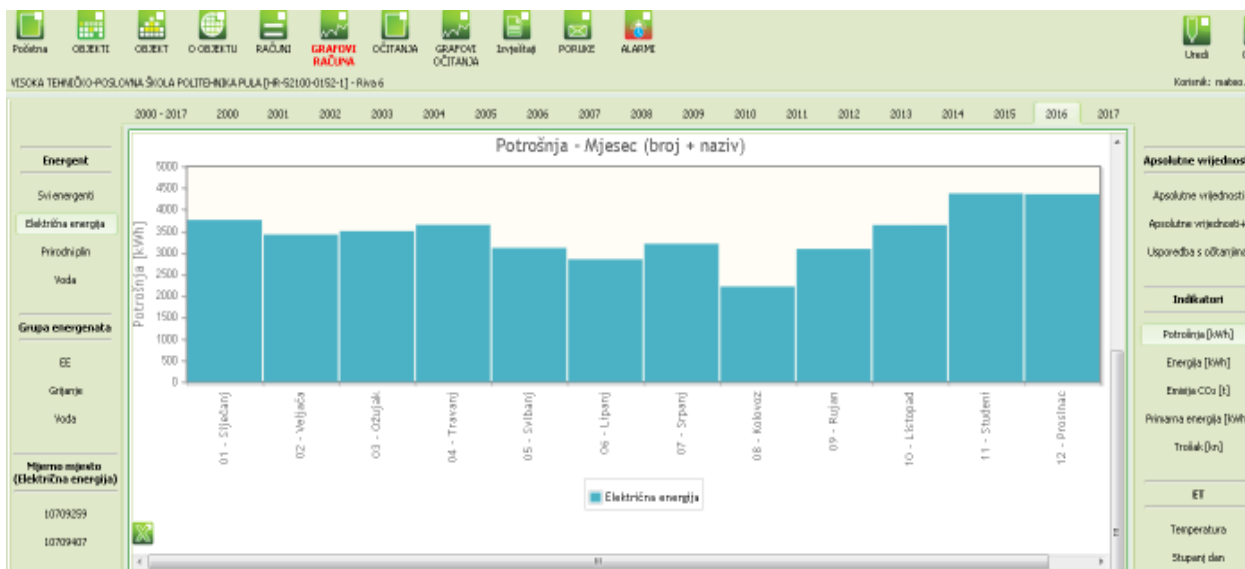 Početna OBJEKTI OBJEKT O OBJEKTU RAČUNI GRAFOVI RAČUNA OČITANJA GRAFOVI OČITANJA Izvještaji PORUKE ALARMI Uredi
VISOKA TEHNIČKO-POSLOVNA ŠKOLA POLITEHNIKA PULA [HR-52100-0152-1] - Riva 6
Korisnik: mateo.
2000 - 2017 2000 2001 2002 2003 2004 2005 2006 2007 2008 2009 2010 2011 2012 2013 2014 2015 2016 2017
Energent
Svi energenti
Električna energija
Prirodni plin
Voda
Grupa energenata
EE
Grijanje
Voda
Mjerno mjesto
(Električna energija)
10709259
10709407
Potrošnja - Mjesec (broj + naziv)
Potrošnja [kWh]
5000
4500
4000
3500
3000
2500
2000
1500
1000
500
0
01 - Siječanj
02 - Veljača
03 - Ožujak
04 - Travanj
05 - Svibanj
06 - Lipanj
07 - Srpanj
08 - Kolovoz
09 - Rujan
10 - Listopad
11 - Studeni
12 - Prosinac
Električna energija
Apsolutne vrijednost
Apsolutne vrijednosti
Apsolutne vrijednosti+
Usporedba s očitanjima
Indikatori
Potrošnja [kWh]
Energija [kWh]
Emisija CO₂ [t]
Primarna energija [kWh
Trošak [kn]
ET
Temperatura
Stupanj dan